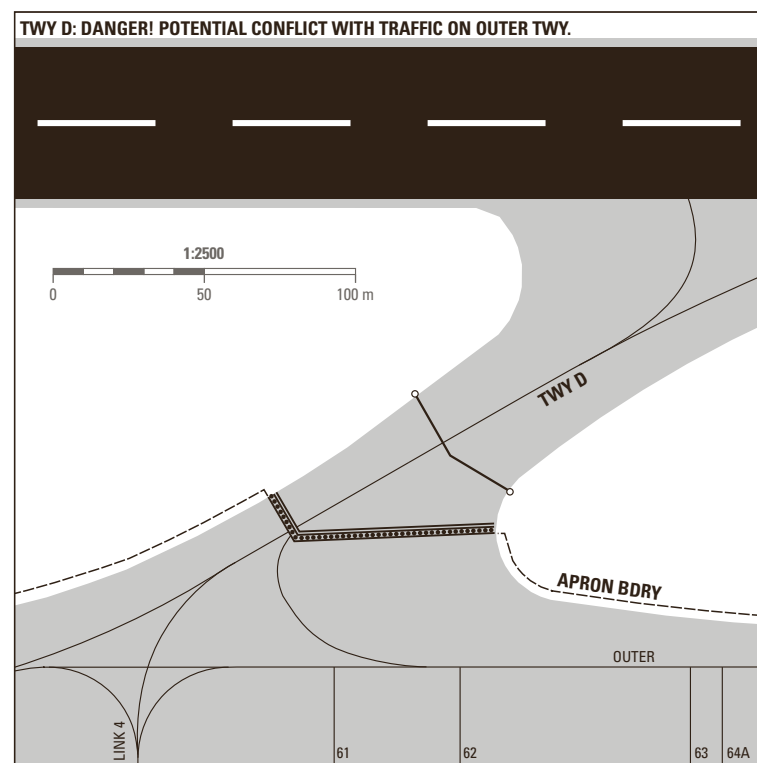 TWY D: DANGER! POTENTIAL CONFLICT WITH TRAFFIC ON OUTER TWY.
1:2500
0 50 100 m
TWY D
APRON BDRY
OUTER
LINK 4
61 62 63 64A